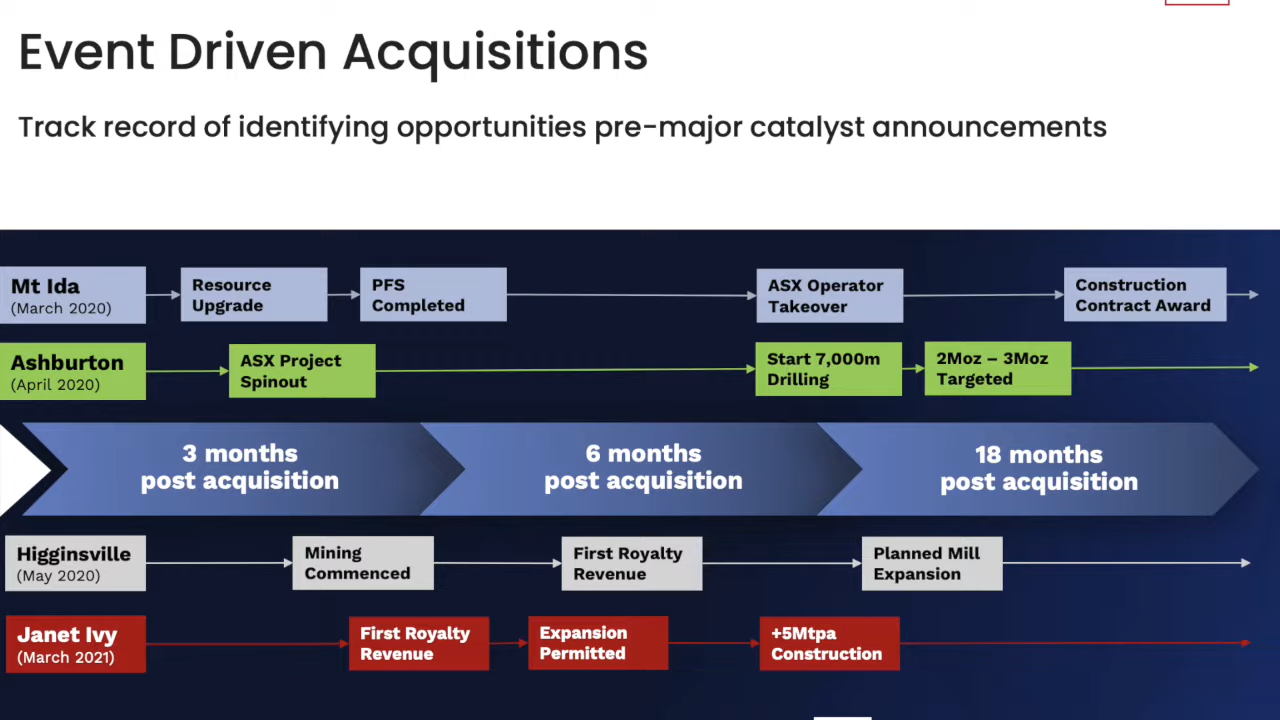 Event Driven Acquisitions
Track record of identifying opportunities pre-major catalyst announcements
Mt Ida
(March 2020)
Resource
Upgrade
PFS
Completed
ASX Operator
Takeover
Construction
Contract Award
Ashburton
(April 2020)
ASX Project
Spinout
Start 7,000m
Drilling
2Moz – 3Moz
Targeted
3 months
post acquisition
6 months
post acquisition
18 months
post acquisition
Higginsville
(May 2020)
Mining
Commenced
First Royalty
Revenue
Planned Mill
Expansion
Janet Ivy
(March 2021)
First Royalty
Revenue
Expansion
Permitted
+5Mtpa
Construction